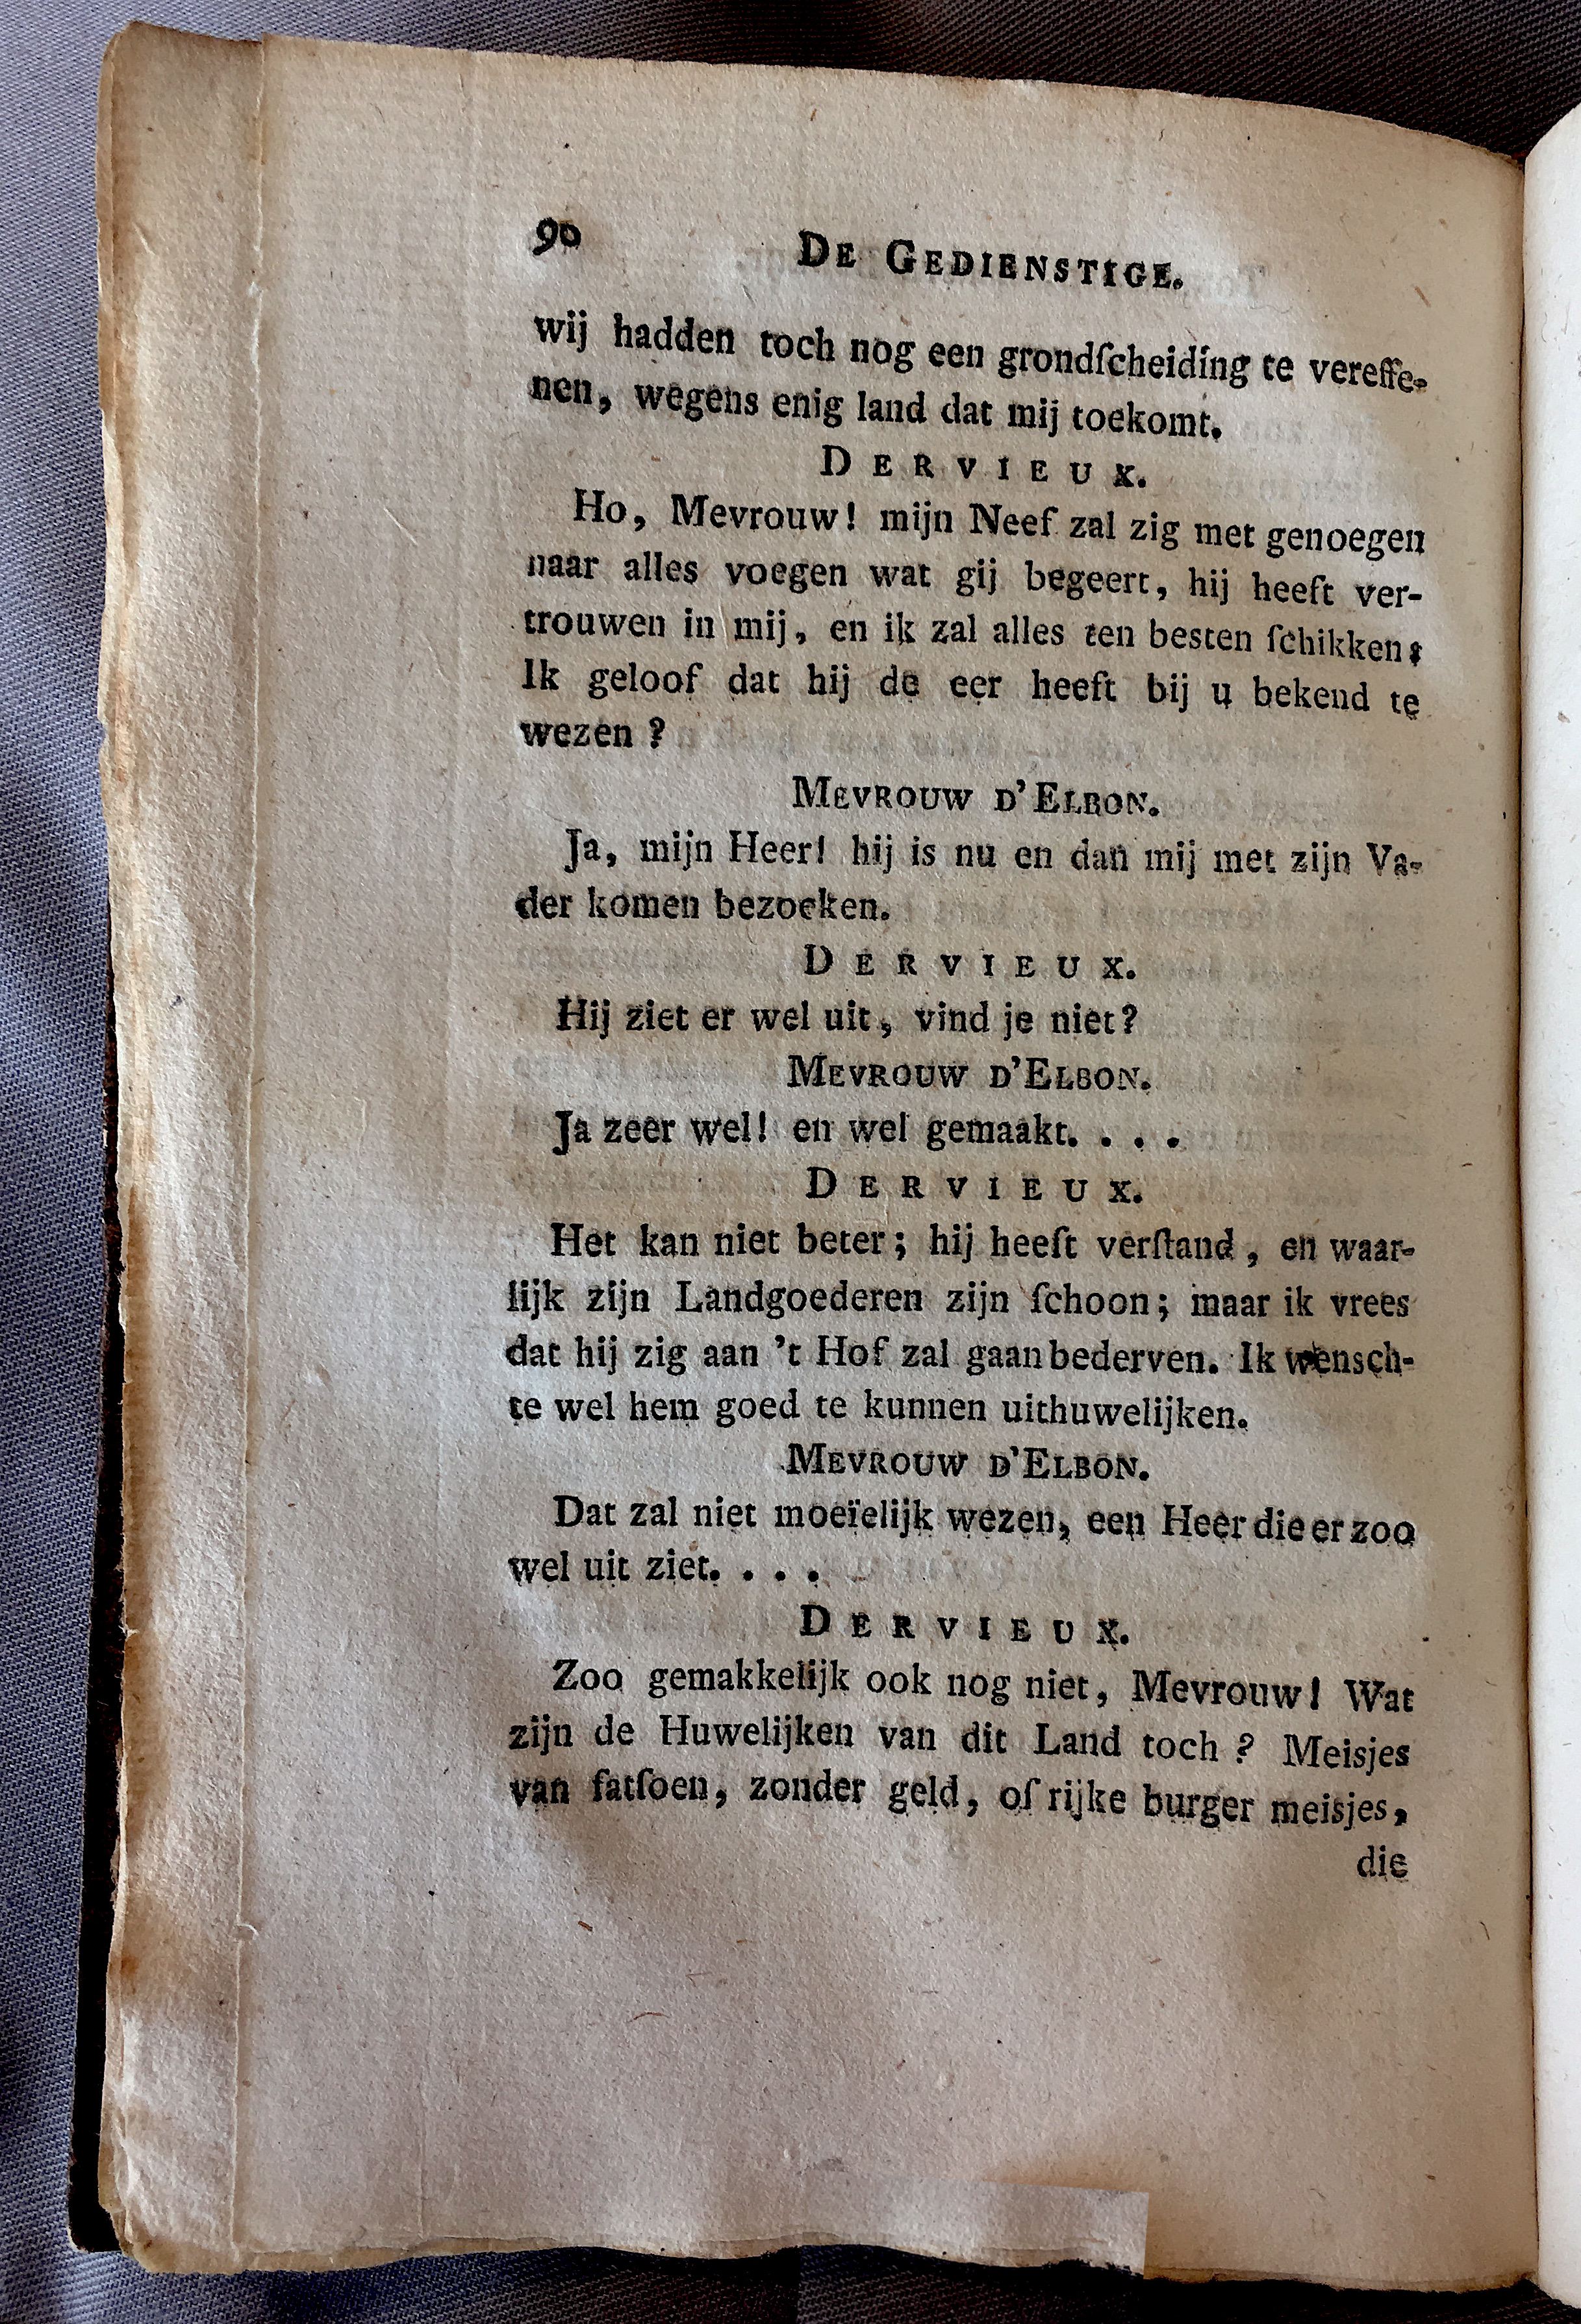 90 DE GEDIENSTIGE.
wij hadden toch nog een grondſcheiding te vereffe-
nen, wegens enig land dat mij toekomt.
DERVIEUX.
Ho, Mevrouw! mijn Neef zal zig met genoegen
naar alles voegen wat gij begeert, hij heeft ver-
trouwen in mij, en ik zal alles ten besten ſchikken:
Ik geloof dat hij de eer heeft bij u bekend te
wezen?
MEVROUW D'ELBON.
Ja, mijn Heer! hij is nu en dan mij met zijn Va-
der komen bezoeken.
DERVIEUX.
Hij ziet er wel uit, vind je niet?
MEVROUW D'ELBON.
Ja zeer wel! en wel gemaakt. . . .
DERVIEUX.
Het kan niet beter; hij heeft verſtand, en waar-
lijk zijn Landgoederen zijn ſchoon; maar ik vrees
dat hij zig aan 't Hof zal gaan bederven. Ik wensch-
te wel hem goed te kunnen uithuwelijken.
MEVROUW D'ELBON.
Dat zal niet moeïelijk wezen, een Heer die er zoo
wel uit ziet. . . .
DERVIEUX.
Zoo gemakkelijk ook nog niet, Mevrouw! Wat
zijn de Huwelijken van dit Land toch? Meisjes
van fatſoen, zonder geld, of rijke burger meisjes,
die